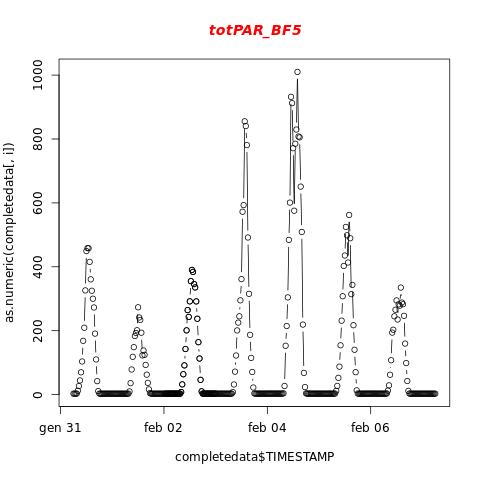 totPAR_BF5
as.numeric(completedata[, i])
1000
800
600
400
200
0
gen 31
feb 02
feb 04
feb 06
completedata$TIMESTAMP